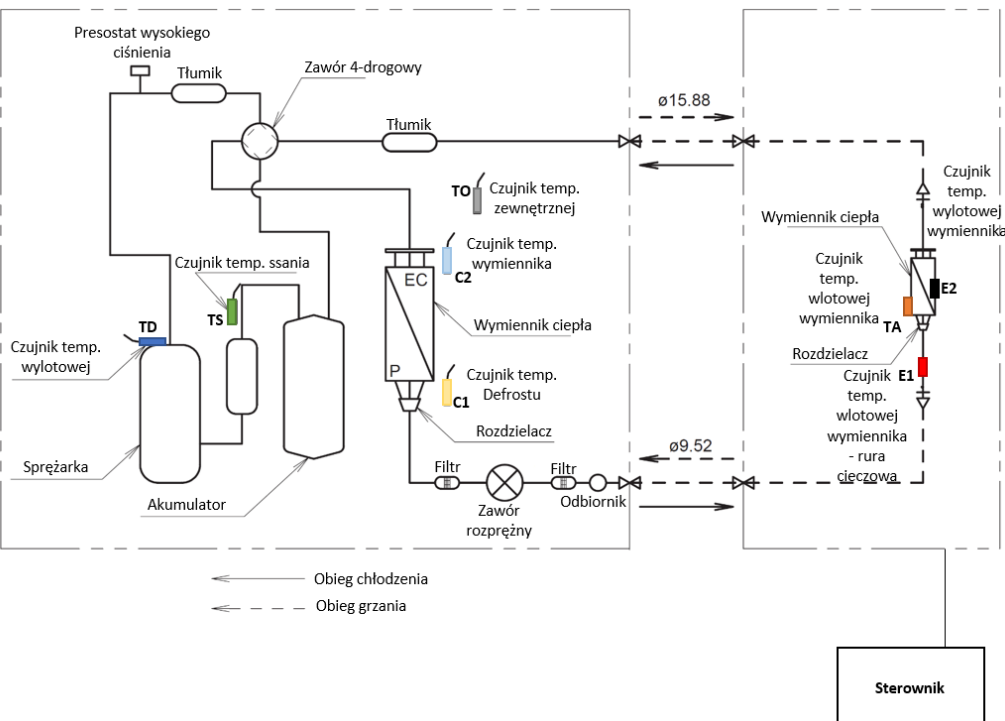 Presostat wysokiego
ciśnienia
Tłumik
Zawór 4-drogowy
Tłumik
ø15.88
TO
Czujnik temp.
zewnętrznej
Czujnik temp.
wymiennika
C2
EC
Czujnik temp. ssania
TS
TD
Czujnik temp.
wylotowej
Wymiennik ciepła
P
Czujnik temp.
Defrostu
C1
Rozdzielacz
Sprężarka
Akumulator
Filtr
Zawór
rozprężny
Filtr
Odbiornik
ø9.52
Czujnik
temp.
wylotowej
wymiennika
Wymiennik ciepła
Czujnik
temp.
wlotowej
wymiennika
E2
TA
Rozdzielacz
E1
Czujnik
temp.
wlotowej
wymiennika
- rura
cieczowa
Obieg chłodzenia
Obieg grzania
Sterownik